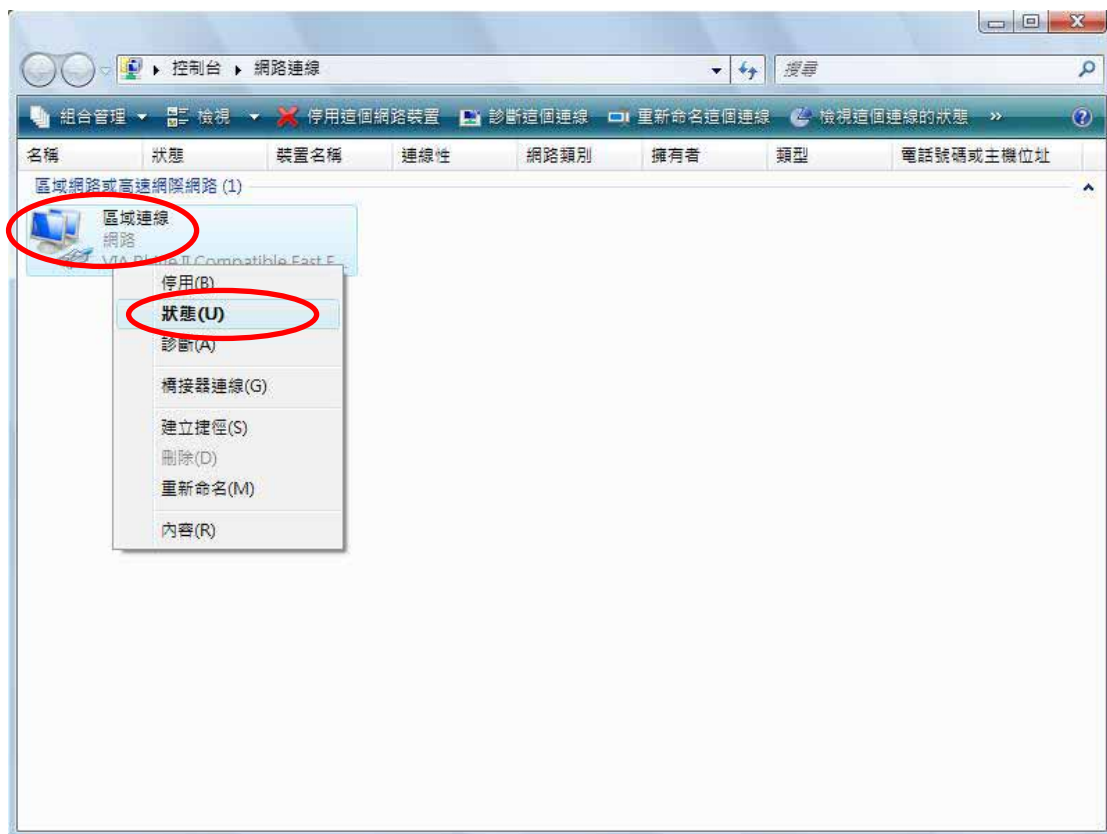 控制台 ▸ 網路連線 搜尋
組合管理 檢視 停用這個網路裝置 診斷這個連線 重新命名這個連線 檢視這個連線的狀態 »
名稱 狀態 裝置名稱 連線性 網路類別 擁有者 類型 電話號碼或主機位址
區域網路或高速網際網路 (1)
區域連線
網路
VIA Rhine II Compatible Fast E...
停用(B)
狀態(U)
診斷(A)
橋接器連線(G)
建立捷徑(S)
刪除(D)
重新命名(M)
內容(R)